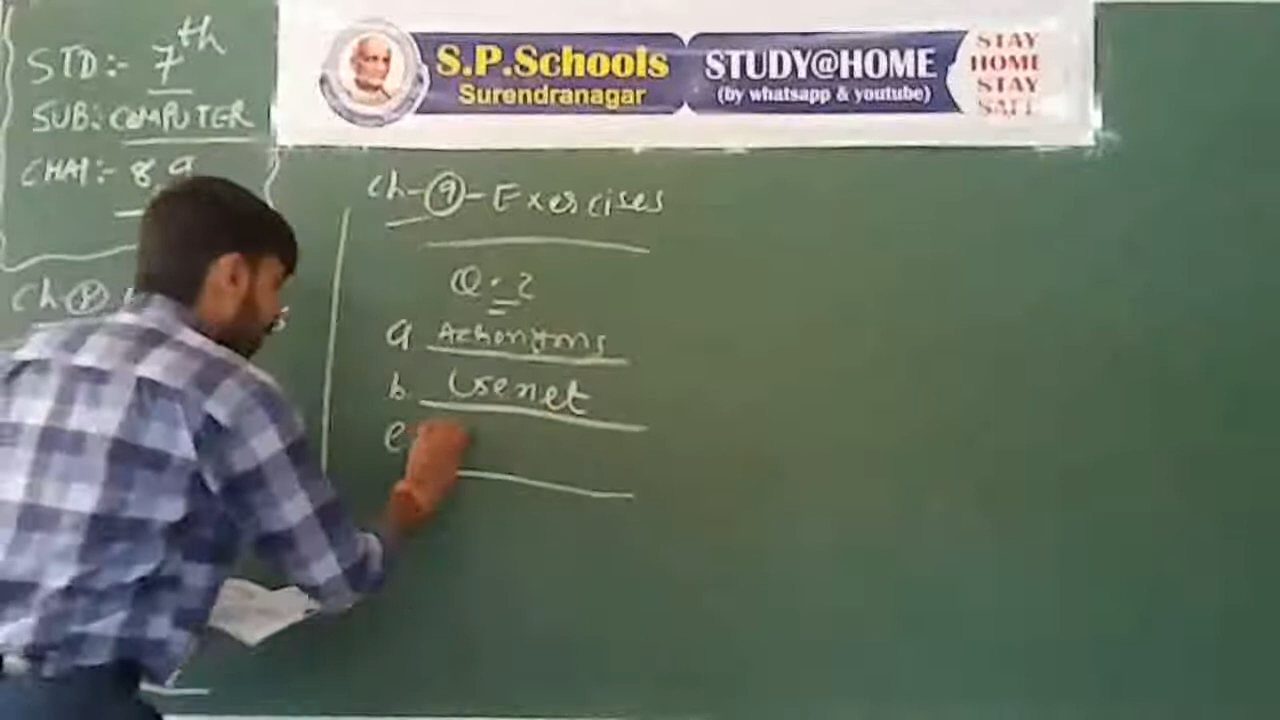 STD:- 7th
SUB: COMPUTER
CHAP:- 8,9
S.P.Schools
Surendranagar
STUDY@HOME
(by whatsapp & youtube)
STAY
HOME
STAY
SAFE
Ch-8
Ch-9-Exercises
Q.2
a Achonyms
b. Usenet
c